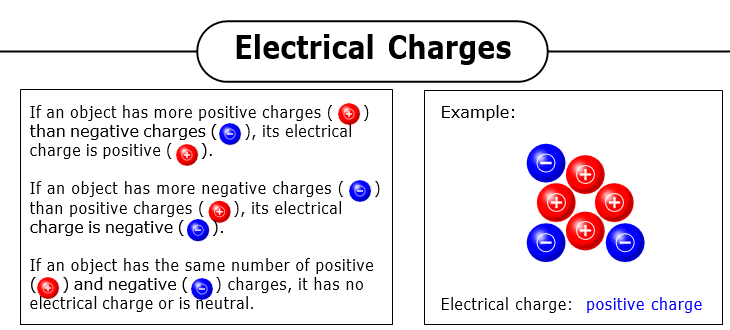 Electrical Charges
If an object has more positive charges ( + )
than negative charges ( − ), its electrical
charge is positive ( + ).
If an object has more negative charges ( − )
than positive charges ( + ), its electrical
charge is negative ( − ).
If an object has the same number of positive
( + ) and negative ( − ) charges, it has no
electrical charge or is neutral.
Example:
−
+
+ +
+
− −
Electrical charge: positive charge